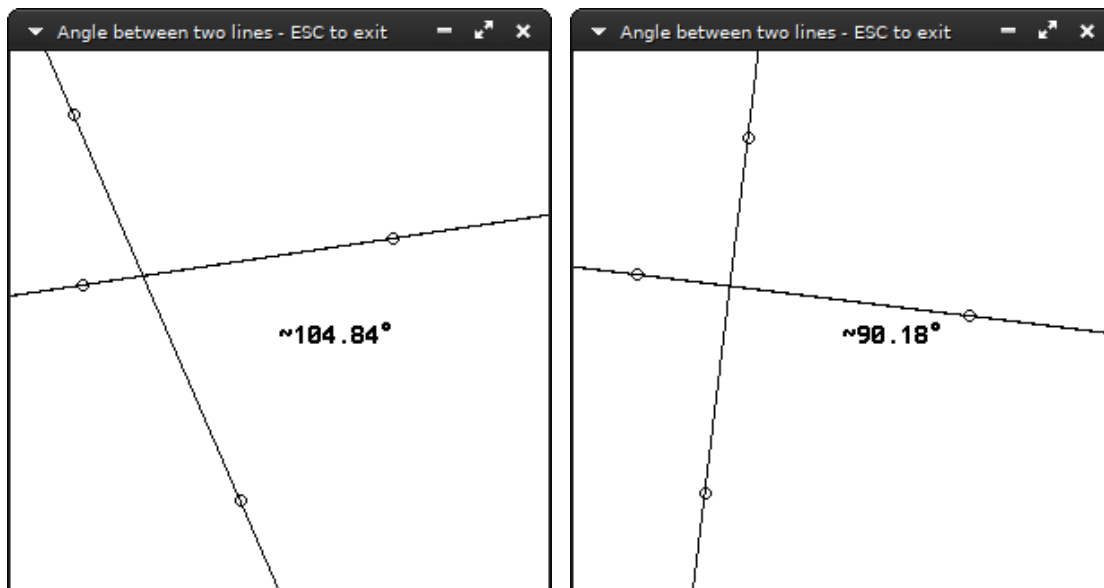 Angle between two lines - ESC to exit
~104.84°
Angle between two lines - ESC to exit
~90.18°